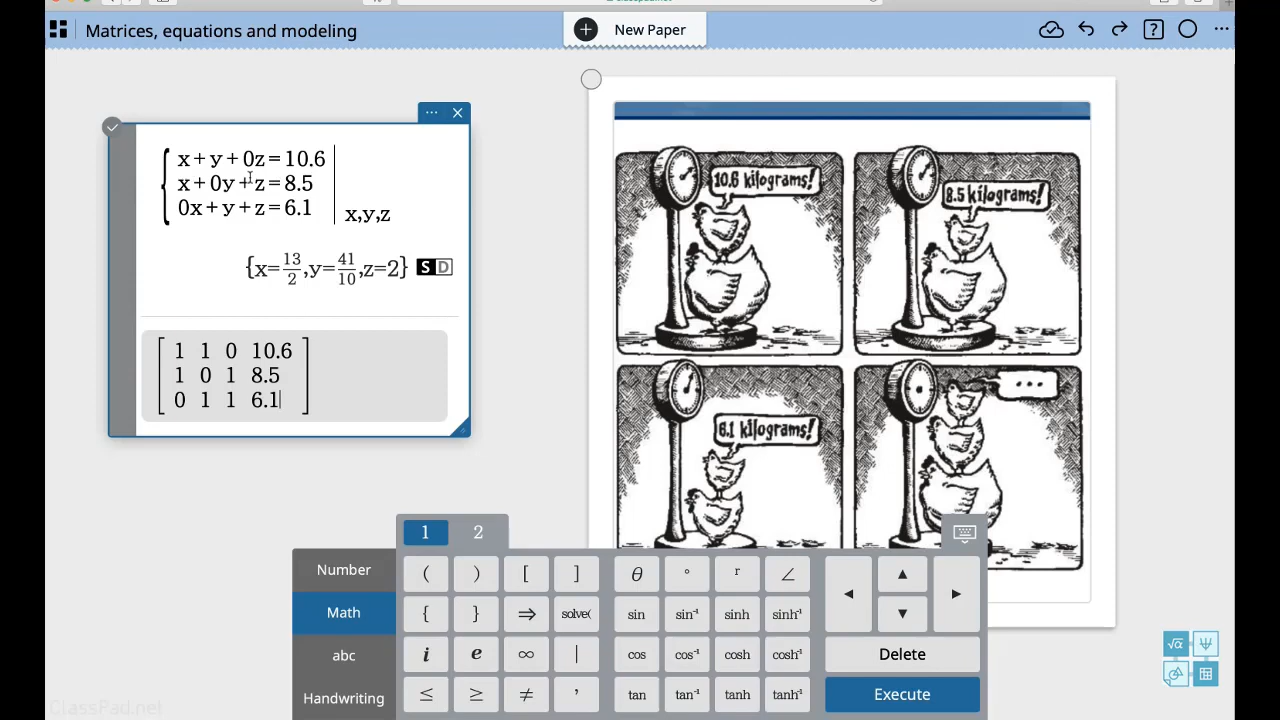 Matrices, equations and modeling
New Paper
x + y + 0z = 10.6
x + 0y + z = 8.5
0x + y + z = 6.1
x,y,z
{x=13/2,y=41/10,z=2}
S D
1 1 0 10.6
1 0 1 8.5
0 1 1 6.1
10.6 kilograms!
8.5 kilograms!
6.1 kilograms!
...
1 2
Number
Math
abc
Handwriting
( ) [ ] θ ° r ∠
{ } ⇒ solve( sin sin⁻¹ sinh sinh⁻¹
i e ∞ | cos cos⁻¹ cosh cosh⁻¹
≤ ≥ ≠ ’ tan tan⁻¹ tanh tanh⁻¹
Delete
Execute
ClassPad.net